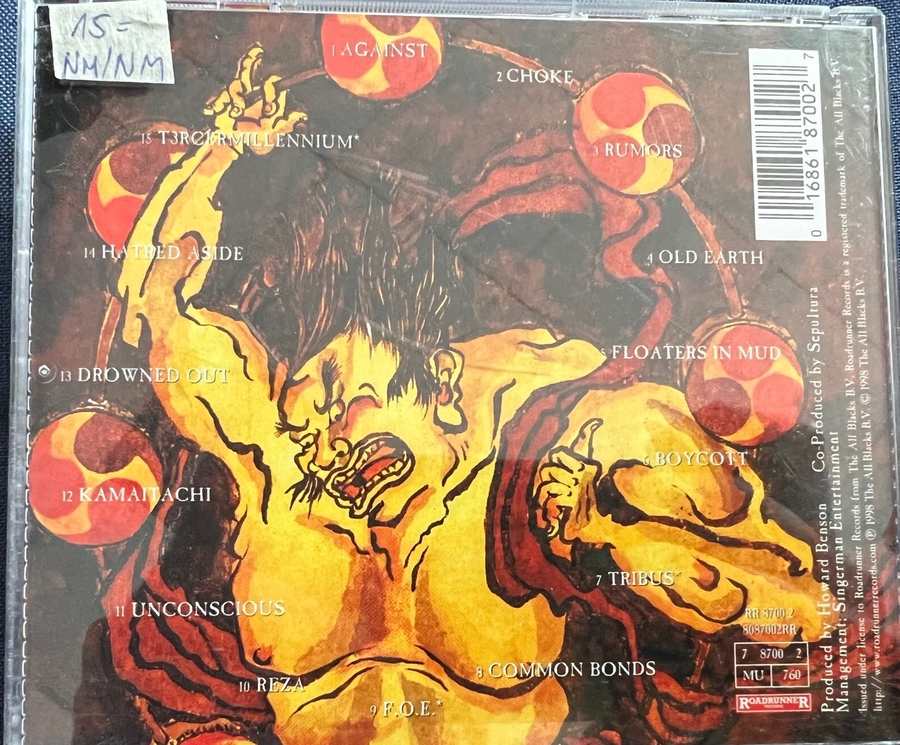 15=
NM/NM
1 AGAINST
2 CHOKE
3 RUMORS
4 OLD EARTH
5 FLOATERS IN MUD
6 BOYCOTT
7 TRIBUS*
8 COMMON BONDS
9 F.O.E.*
10 REZA
11 UNCONSCIOUS
12 KAMAITACHI
13 DROWNED OUT
14 HATRED ASIDE
15 T3RCERMILLENNIUM*
0 16861 87002 7
RR 8700 2
8087002RR
7 8700 2
MU 760
ROADRUNNER
RECORDS
Produced by Howard Benson Co-Produced by Sepultura
Management: Singerman Entertainment
Issued under license to Roadrunner Records from The All Blacks B.V. Roadrunner Records is a registered trademark of The All Blacks B.V.
http://www.roadrunnerrecords.com ℗ 1998 The All Blacks B.V. © 1998 The All Blacks B.V.